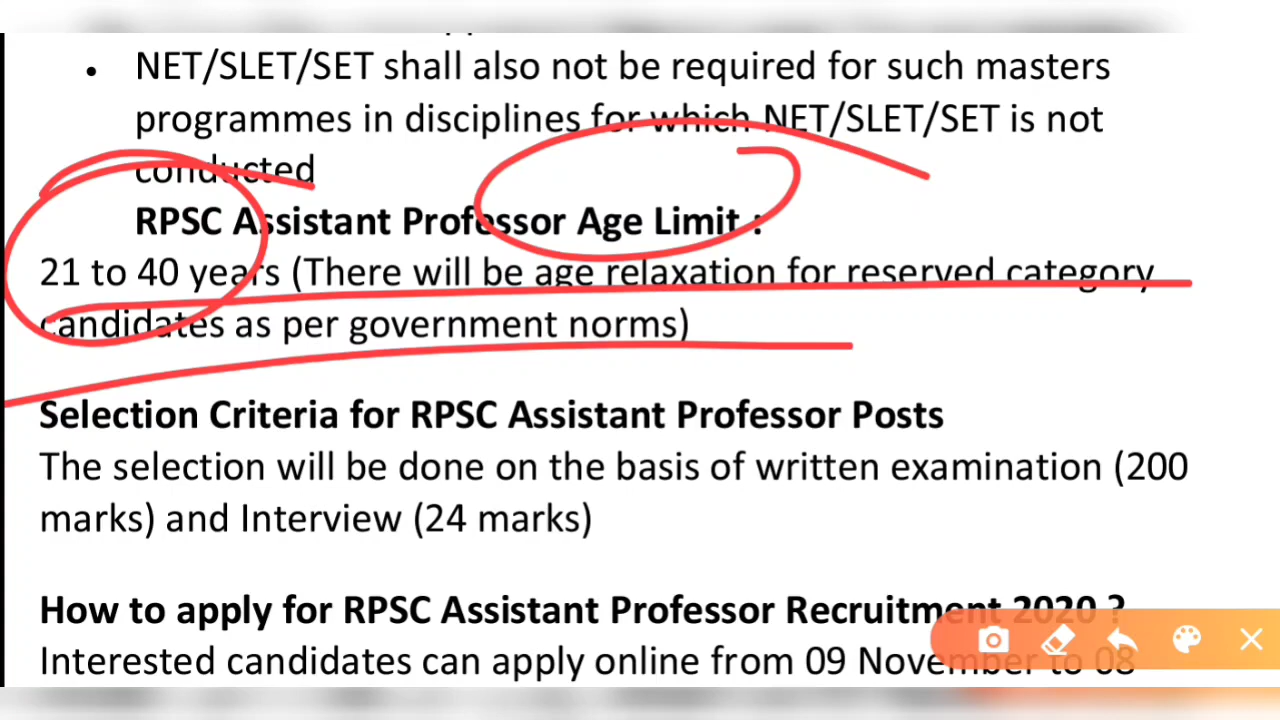 NET/SLET/SET shall also not be required for such masters
programmes in disciplines for which NET/SLET/SET is not
conducted
RPSC Assistant Professor Age Limit :
21 to 40 years (There will be age relaxation for reserved category
candidates as per government norms)
Selection Criteria for RPSC Assistant Professor Posts
The selection will be done on the basis of written examination (200
marks) and Interview (24 marks)
How to apply for RPSC Assistant Professor Recruitment 2020 ?
Interested candidates can apply online from 09 November to 08